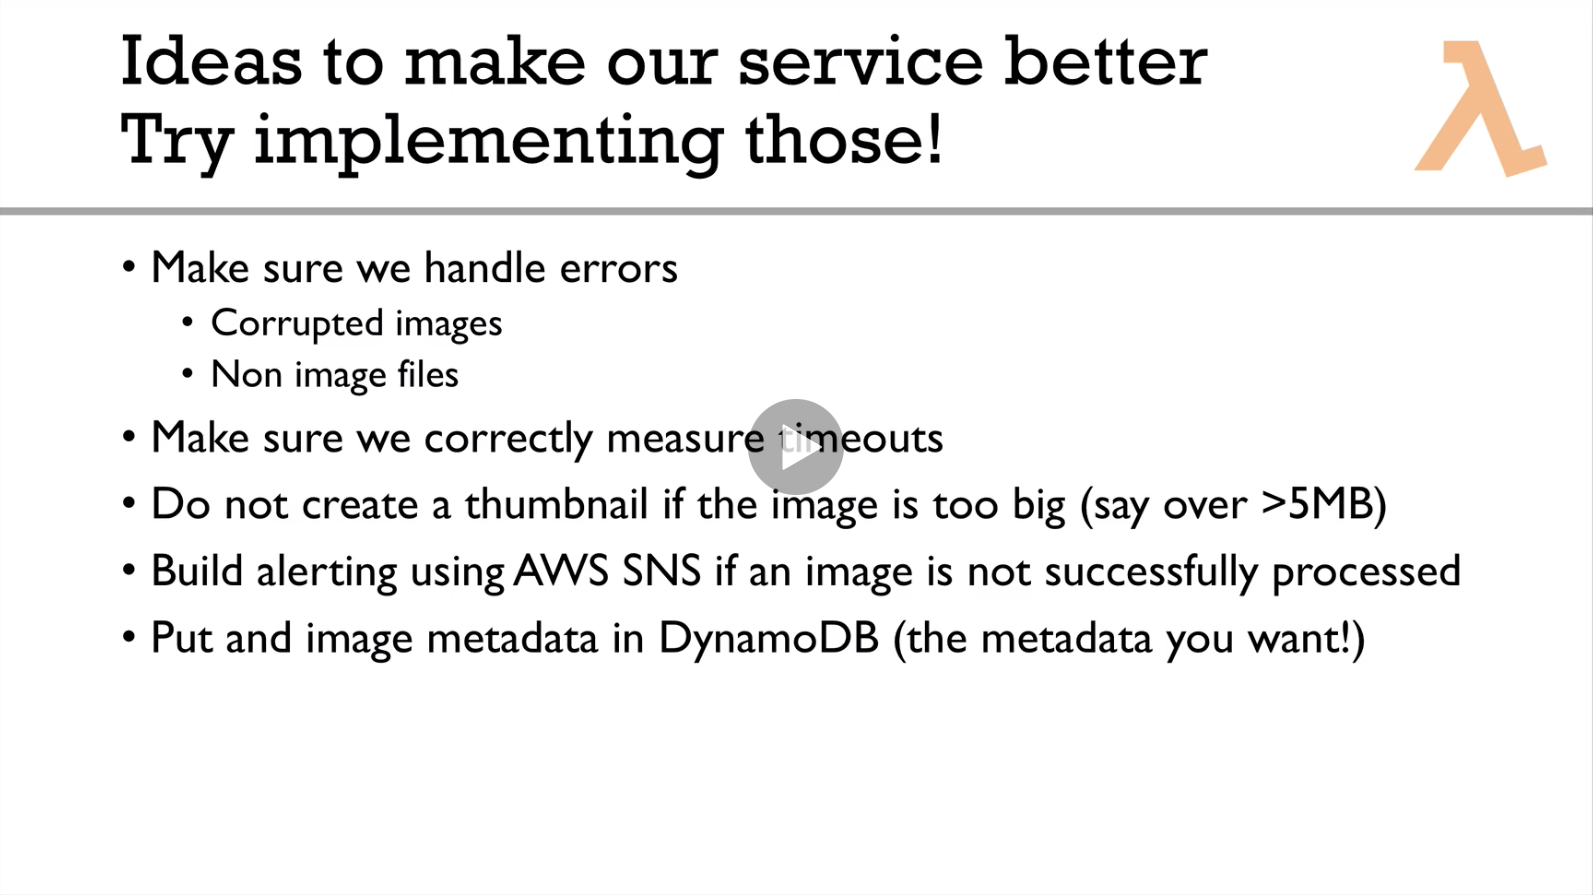 Ideas to make our service better
Try implementing those!
• Make sure we handle errors
• Corrupted images
• Non image files
• Make sure we correctly measure timeouts
• Do not create a thumbnail if the image is too big (say over >5MB)
• Build alerting using AWS SNS if an image is not successfully processed
• Put and image metadata in DynamoDB (the metadata you want!)